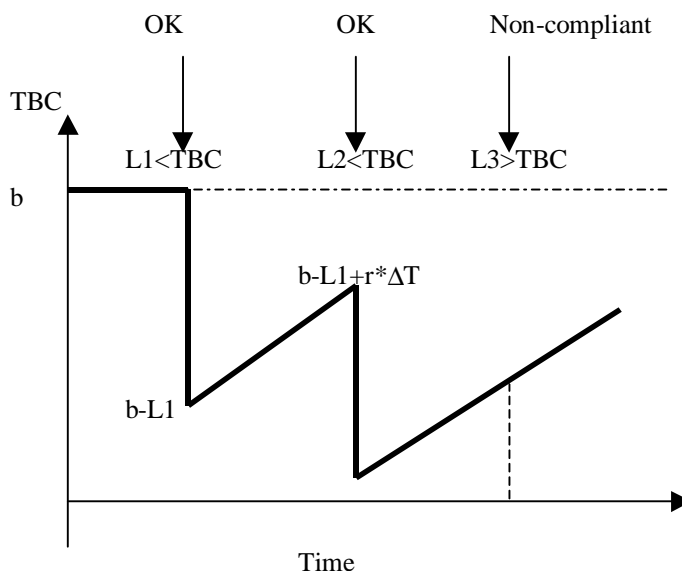 OK OK Non-compliant
TBC
L1<TBC L2<TBC L3>TBC
b
b-L1+r*ΔT
b-L1
Time